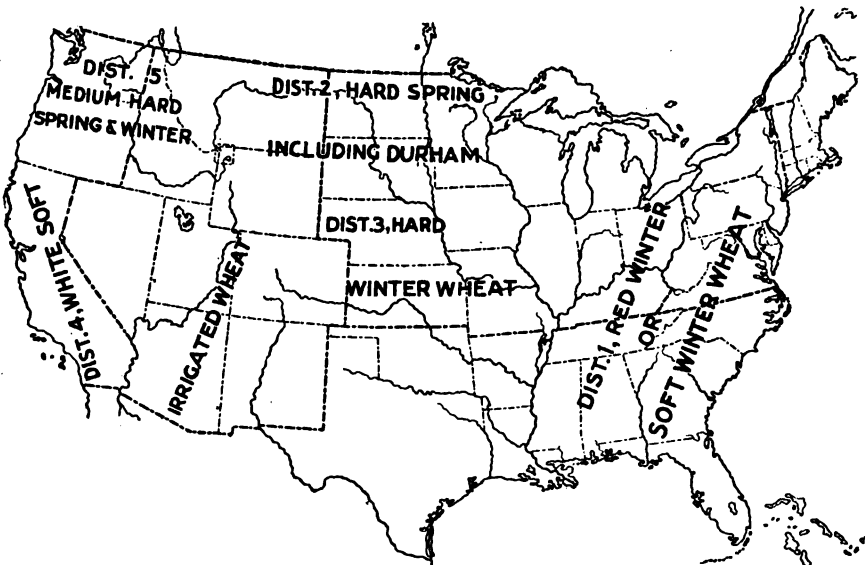 DIST. 5
MEDIUM HARD
SPRING & WINTER
DIST. 2, HARD SPRING
INCLUDING DURHAM
DIST. 3, HARD
WINTER WHEAT
DIST. 4, WHITE SOFT
IRRIGATED WHEAT
DIST. 1, RED WINTER
OR
SOFT WINTER WHEAT